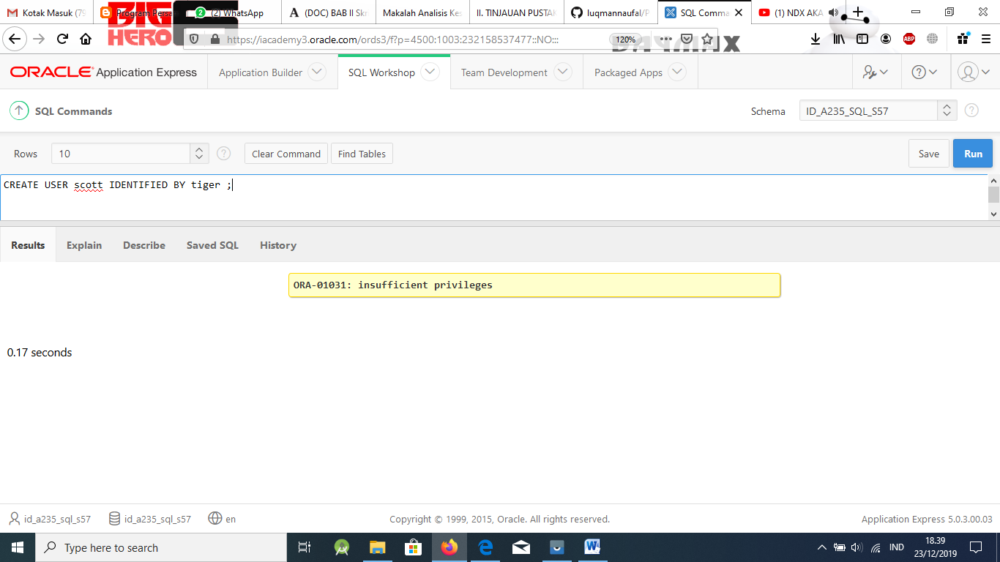 Kotak Masuk (79
Program Persa
(2) WhatsApp
(DOC) BAB II Skr
Makalah Analisis Kes
II. TINJAUAN PUSTAK
luqmannaufal/P
SQL Comma
(1) NDX AKA
BIG
HERO
https://iacademy3.oracle.com/ords3/f?p=4500:1003:232158537477::NO:::
120%
ABP
ORACLE Application Express
Application Builder
SQL Workshop
Team Development
Packaged Apps
SQL Commands
Schema
ID_A235_SQL_S57
Rows
10
Clear Command
Find Tables
Save
Run
CREATE USER scott IDENTIFIED BY tiger ;
Results
Explain
Describe
Saved SQL
History
ORA-01031: insufficient privileges
0.17 seconds
id_a235_sql_s57
id_a235_sql_s57
en
Copyright © 1999, 2015, Oracle. All rights reserved.
Application Express 5.0.3.00.03
Type here to search
IND
18.39
23/12/2019